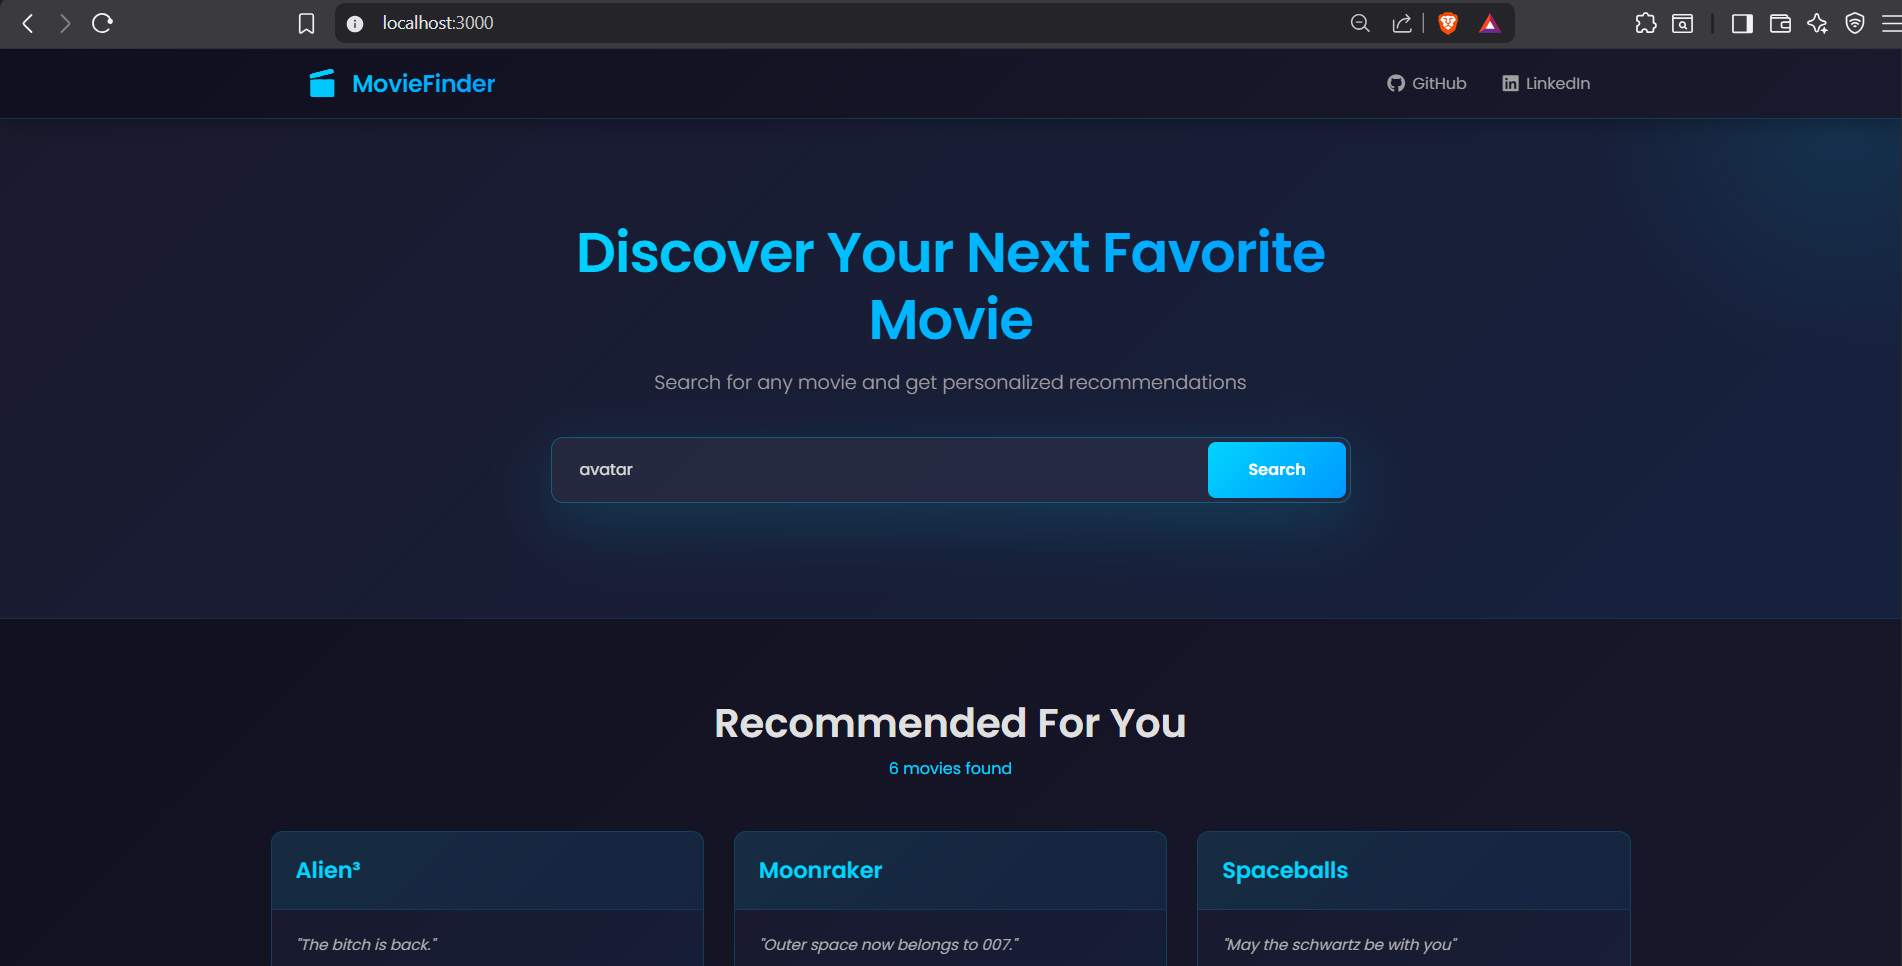 localhost:3000
MovieFinder
GitHub
LinkedIn
Discover Your Next Favorite
Movie
Search for any movie and get personalized recommendations
avatar
Search
Recommended For You
6 movies found
Alien³
Moonraker
Spaceballs
"The bitch is back."
"Outer space now belongs to 007."
"May the schwartz be with you"